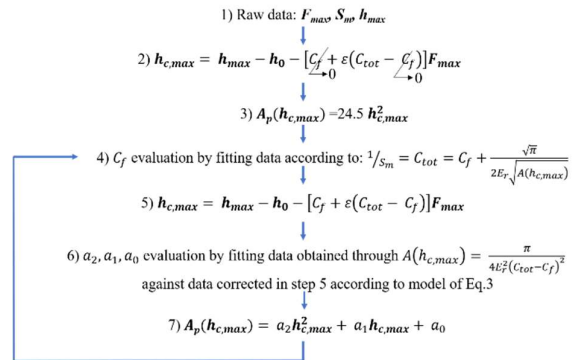 1) Raw data: F_max, S_m, h_max
2) h_c,max = h_max − h_0 − [C_f + ε(C_tot − C_f)]F_max
0
0
3) A_p(h_c,max) =24.5 h²_c,max
4) C_f evaluation by fitting data according to: 1/S_m = C_tot = C_f + √π / 2E_r√A(h_c,max)
5) h_c,max = h_max − h_0 − [C_f + ε(C_tot − C_f)]F_max
6) a_2, a_1, a_0 evaluation by fitting data obtained through A(h_c,max) = π / 4E_r²(C_tot−C_f)²
against data corrected in step 5 according to model of Eq.3
7) A_p(h_c,max) = a_2h²_c,max + a_1h_c,max + a_0